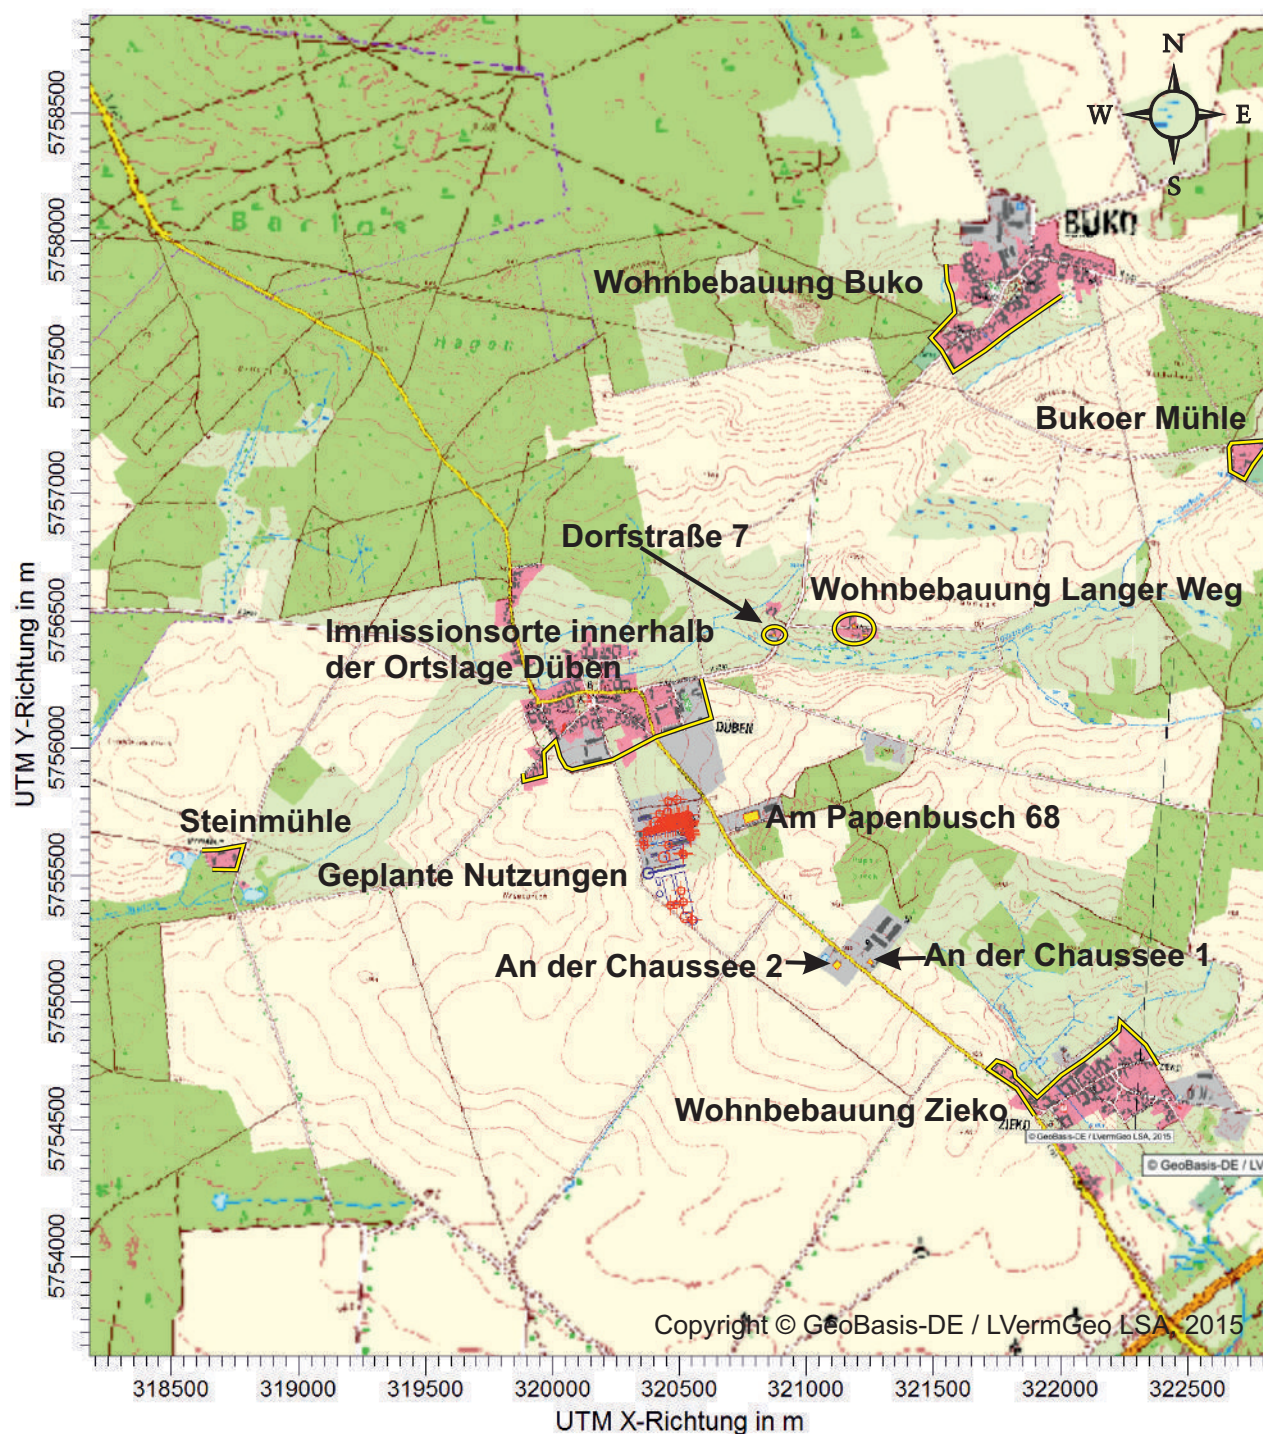 N
W E
S
BUKO
Barigs
Wohnbebauung Buko
Hagen
Bukoer Mühle
Dorfstraße 7
Wohnbebauung Langer Weg
Immissionsorte innerhalb
der Ortslage Düben
DÜBEN
Steinmühle
Am Papenbusch 68
Geplante Nutzungen
An der Chaussee 2
An der Chaussee 1
Wohnbebauung Zieko
ZIEKO
© GeoBasis-DE / LVermGeo LSA, 2015
© GeoBasis-DE / LV
Copyright © GeoBasis-DE / LVermGeo LSA, 2015
UTM Y-Richtung in m
5758500
5758000
5757500
5757000
5756500
5756000
5755500
5755000
5754500
5754000
318500 319000 319500 320000 320500 321000 321500 322000 322500
UTM X-Richtung in m